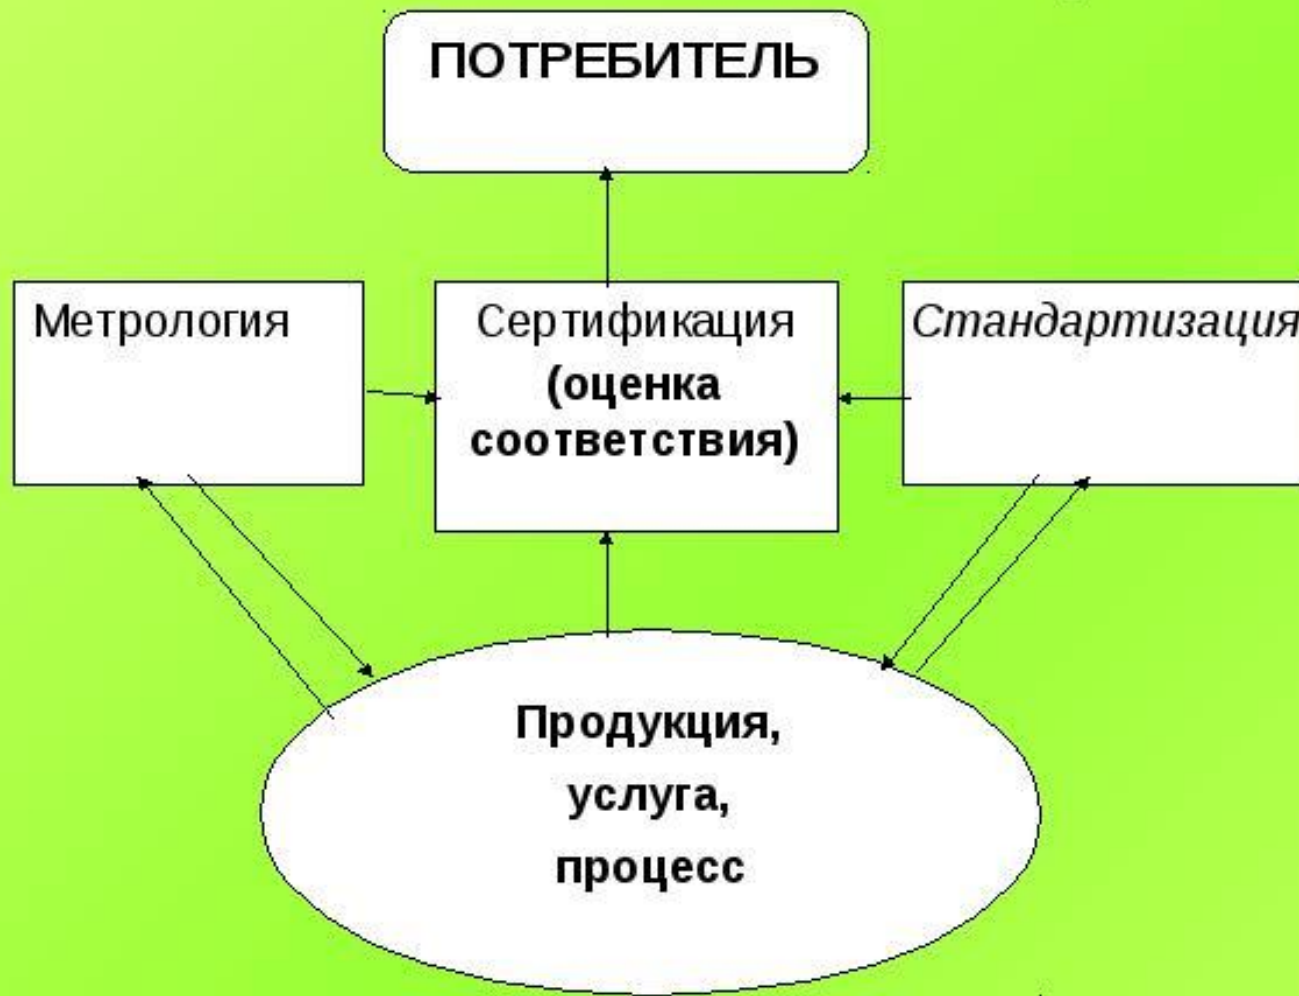 ПОТРЕБИТЕЛЬ
Метрология
Сертификация
(оценка
соответствия)
Стандартизация
Продукция,
услуга,
процесс